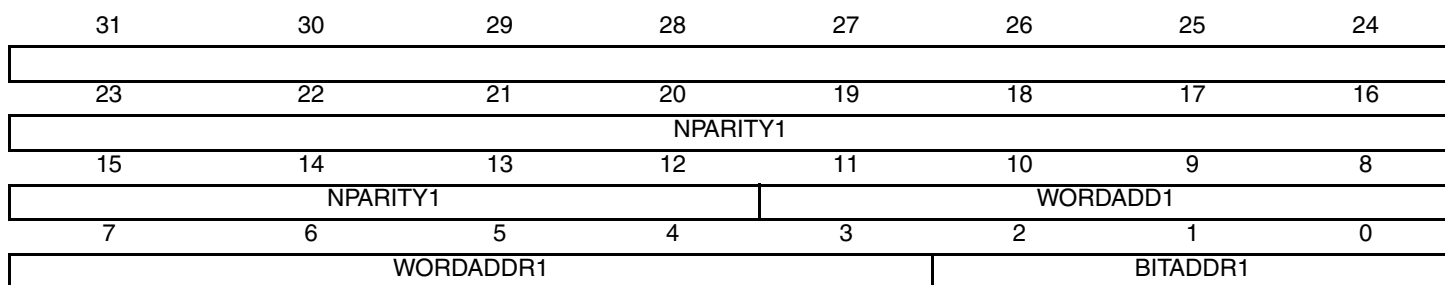 31 30 29 28 27 26 25 24
23 22 21 20 19 18 17 16
NPARITY1
15 14 13 12 11 10 9 8
NPARITY1 WORDADD1
7 6 5 4 3 2 1 0
WORDADDR1 BITADDR1